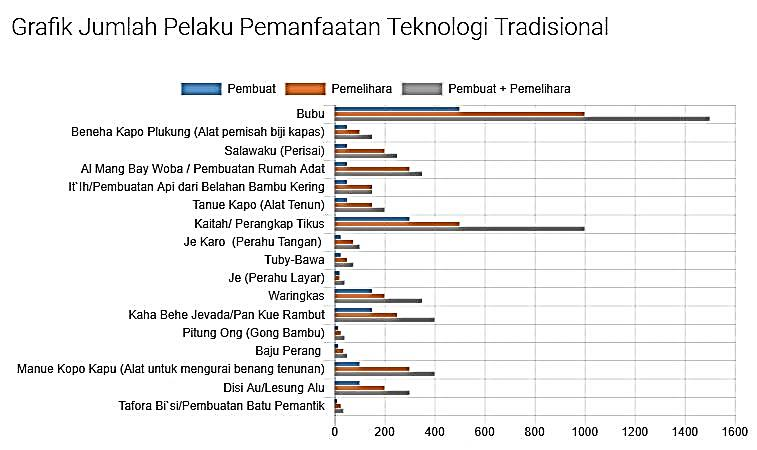 Grafik Jumlah Pelaku Pemanfaatan Teknologi Tradisional
Pembuat Pemelihara Pembuat + Pemelihara
Bubu
Beneha Kapo Plukung (Alat pemisah biji kapas)
Salawaku (Perisai)
Al Mang Bay Woba / Pembuatan Rumah Adat
It`Ih/Pembuatan Api dari Belahan Bambu Kering
Tanue Kapo (Alat Tenun)
Kaitah/ Perangkap Tikus
Je Karo (Perahu Tangan)
Tuby-Bawa
Je (Perahu Layar)
Waringkas
Kaha Behe Jevada/Pan Kue Rambut
Pitung Ong (Gong Bambu)
Baju Perang
Manue Kopo Kapu (Alat untuk mengurai benang tenunan)
Disi Au/Lesung Alu
Tafora Bi`si/Pembuatan Batu Pemantik
0 200 400 600 800 1000 1200 1400 1600